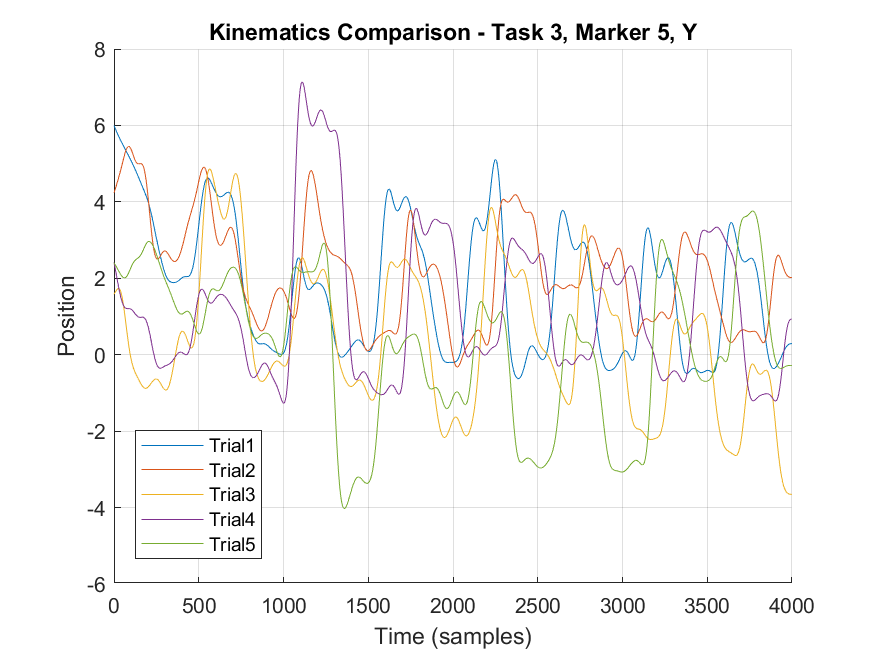 Kinematics Comparison - Task 3, Marker 5, Y
8
6
4
2
0
-2
-4
-6
Position
Trial1
Trial2
Trial3
Trial4
Trial5
0 500 1000 1500 2000 2500 3000 3500 4000
Time (samples)